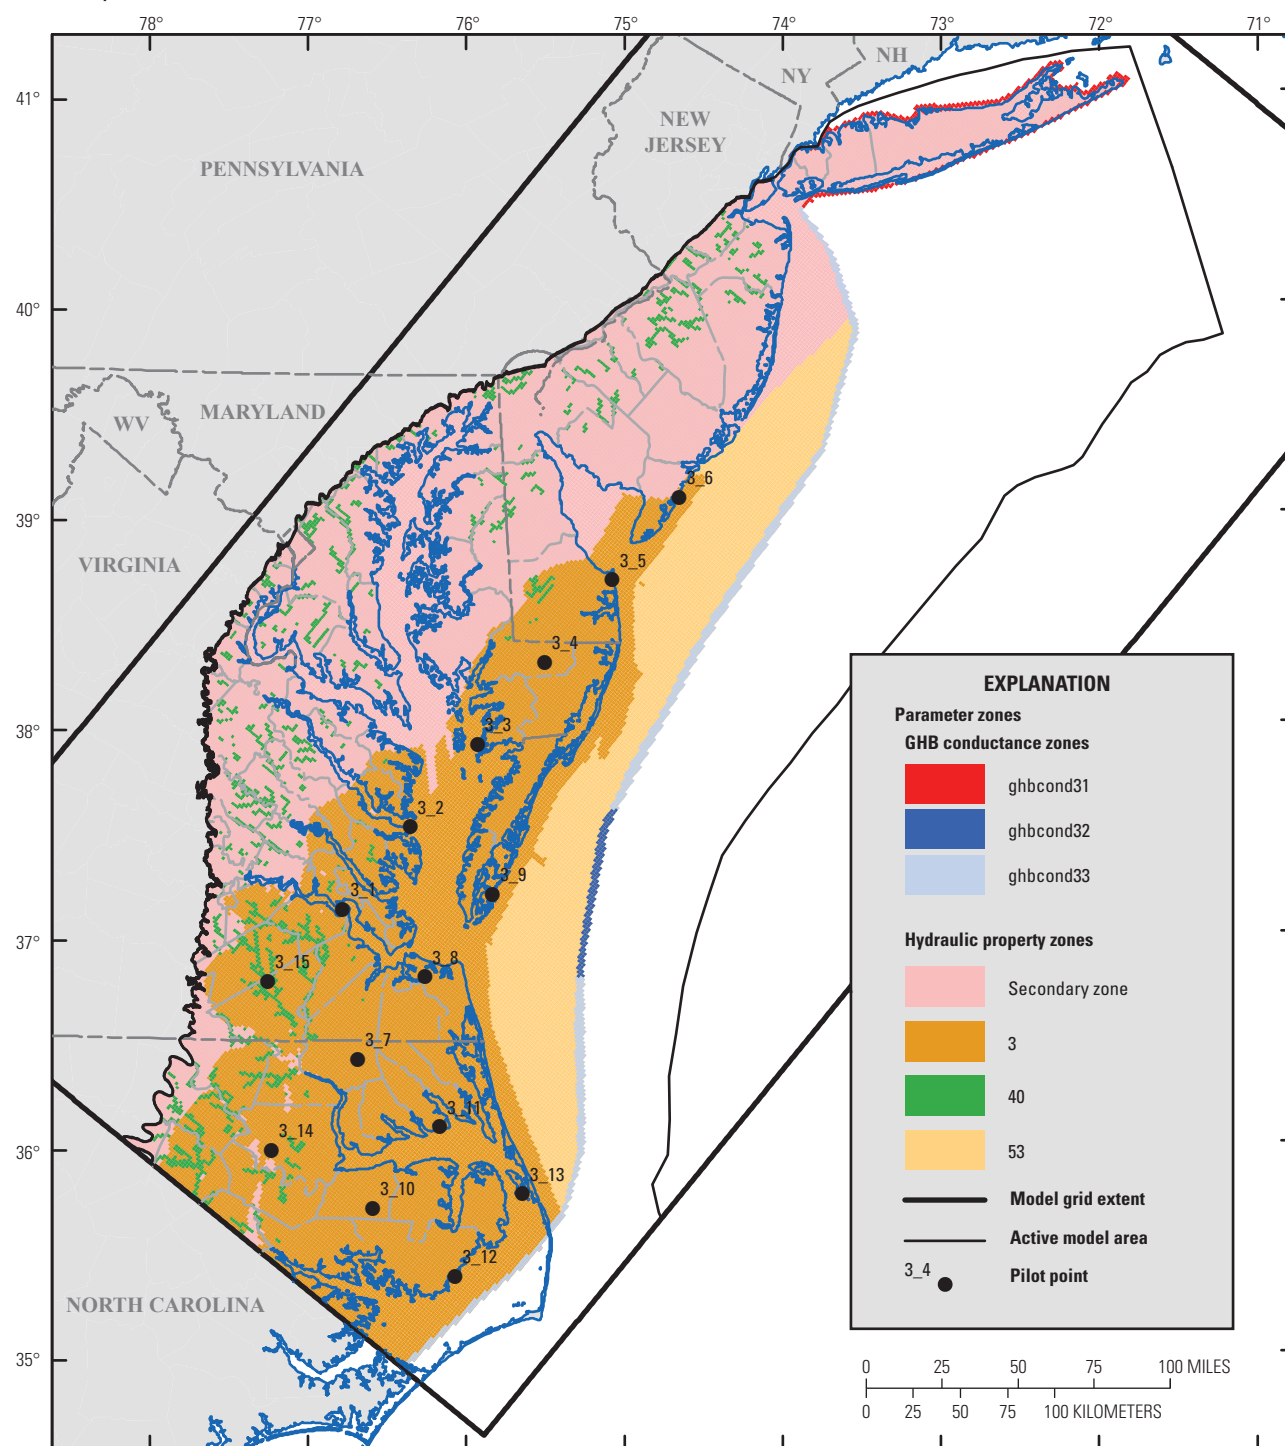 78° 77° 76° 75° 74° 73° 72° 71°
41°
40°
39°
38°
37°
36°
35°
NH
NY
NEW
JERSEY
PENNSYLVANIA
MARYLAND
WV
VIRGINIA
NORTH CAROLINA
3_6
3_5
3_4
3_3
3_2
3_9
3_1
3_8
3_15
3_7
3_11
3_14
3_13
3_10
3_12
EXPLANATION
Parameter zones
GHB conductance zones
ghbcond31
ghbcond32
ghbcond33
Hydraulic property zones
Secondary zone
3
40
53
Model grid extent
Active model area
3_4 Pilot point
0 25 50 75 100 MILES
0 25 50 75 100 KILOMETERS